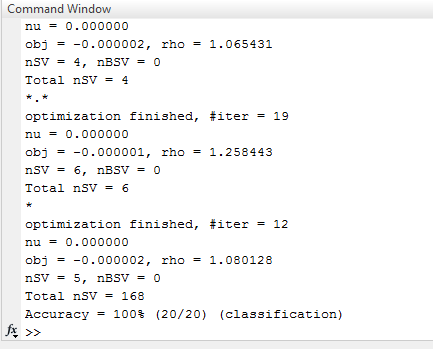 Command Window
nu = 0.000000
obj = -0.000002, rho = 1.065431
nSV = 4, nBSV = 0
Total nSV = 4
*.*
optimization finished, #iter = 19
nu = 0.000000
obj = -0.000001, rho = 1.258443
nSV = 6, nBSV = 0
Total nSV = 6
*
optimization finished, #iter = 12
nu = 0.000000
obj = -0.000002, rho = 1.080128
nSV = 5, nBSV = 0
Total nSV = 168
Accuracy = 100% (20/20) (classification)
fx >>